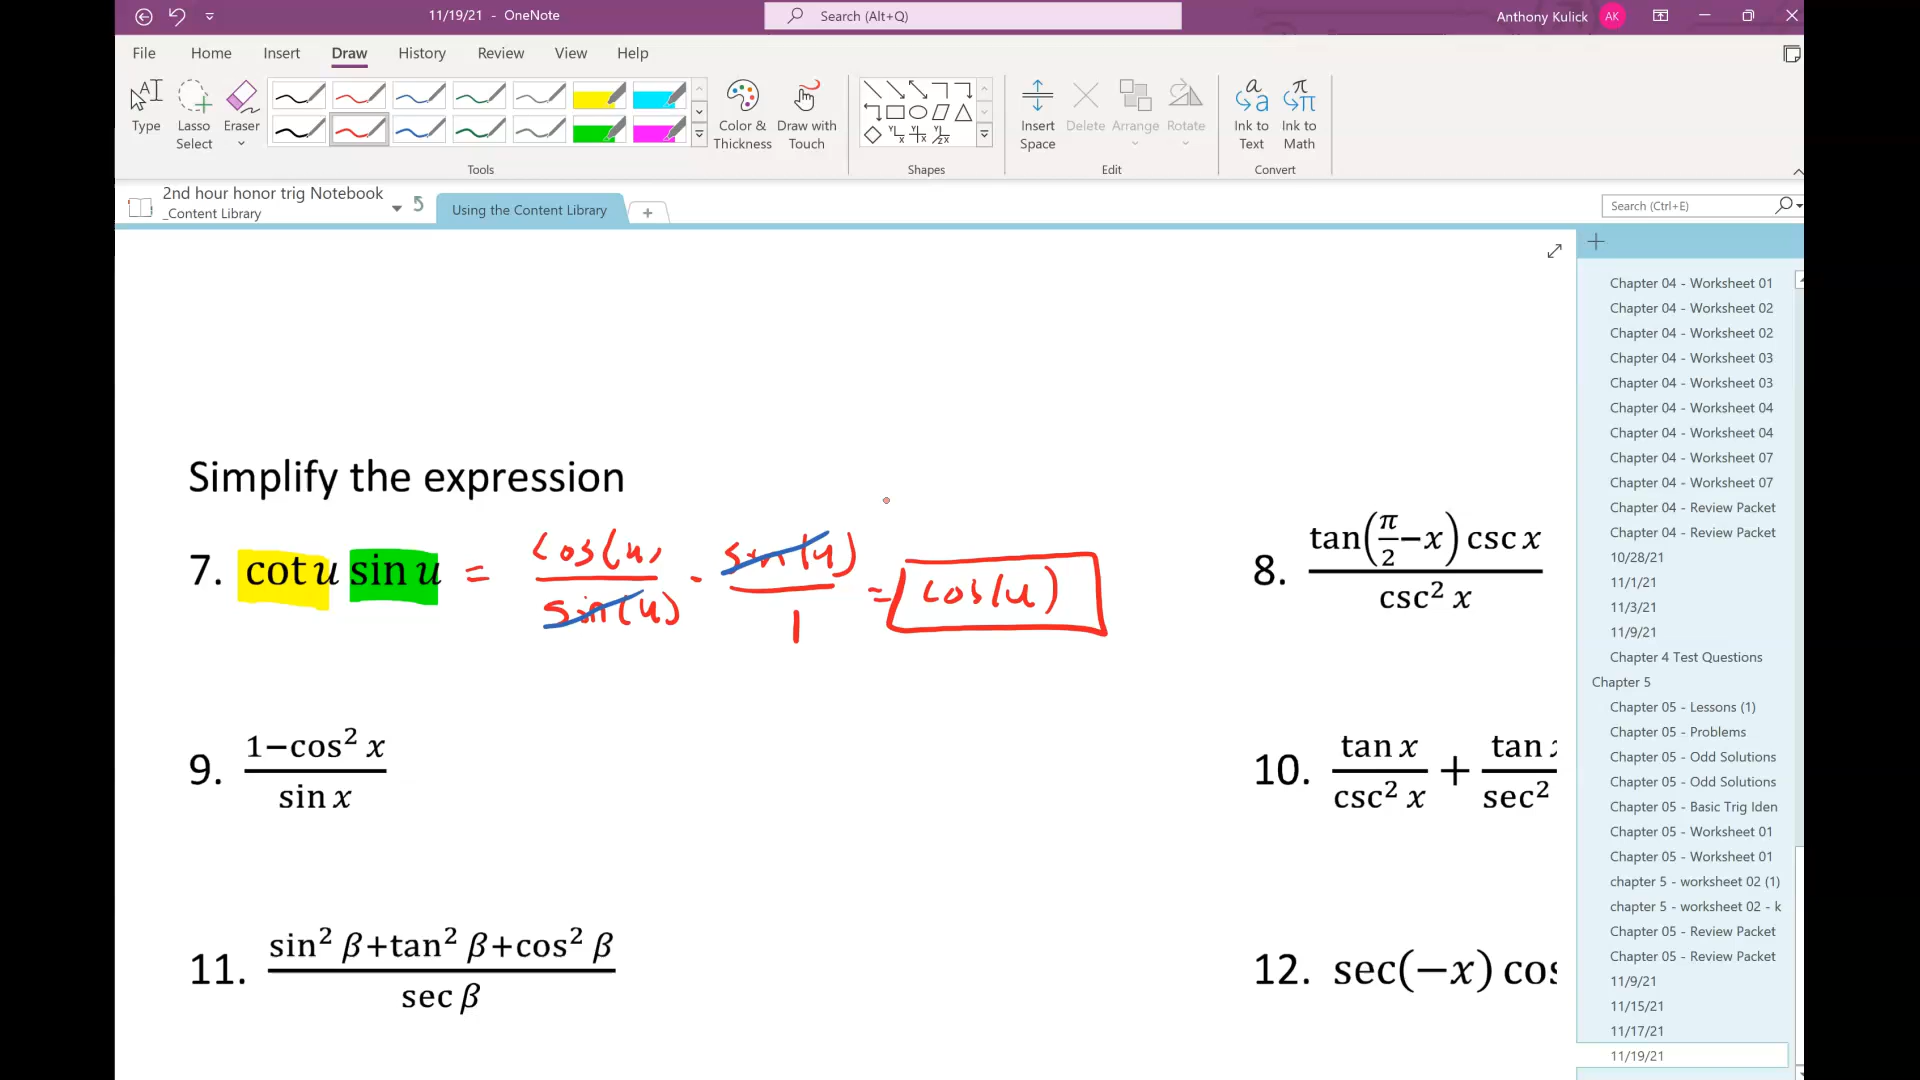 11/19/21 - OneNote
Search (Alt+Q)
Anthony Kulick
AK
File Home Insert Draw History Review View Help
Type
Lasso Select
Eraser
Color & Thickness
Draw with Touch
Insert Space
Delete
Arrange
Rotate
Ink to Text
Ink to Math
Tools
Shapes
Edit
Convert
2nd hour honor trig Notebook
_Content Library
Using the Content Library
Search (Ctrl+E)
Simplify the expression
7. cot u sin u = cos(u) / sin(u) · sin(u) / 1 = cos(u)
8. tan(π/2−x) csc x / csc² x
9. 1−cos² x / sin x
10. tan x / csc² x + tan x / sec²
11. sin² β+tan² β+cos² β / sec β
12. sec(−x) cos
Chapter 04 - Worksheet 01
Chapter 04 - Worksheet 02
Chapter 04 - Worksheet 02
Chapter 04 - Worksheet 03
Chapter 04 - Worksheet 03
Chapter 04 - Worksheet 04
Chapter 04 - Worksheet 04
Chapter 04 - Worksheet 07
Chapter 04 - Worksheet 07
Chapter 04 - Review Packet
Chapter 04 - Review Packet
10/28/21
11/1/21
11/3/21
11/9/21
Chapter 4 Test Questions
Chapter 5
Chapter 05 - Lessons (1)
Chapter 05 - Problems
Chapter 05 - Odd Solutions
Chapter 05 - Odd Solutions
Chapter 05 - Basic Trig Iden
Chapter 05 - Worksheet 01
Chapter 05 - Worksheet 01
chapter 5 - worksheet 02 (1)
chapter 5 - worksheet 02 - k
Chapter 05 - Review Packet
Chapter 05 - Review Packet
11/9/21
11/15/21
11/17/21
11/19/21